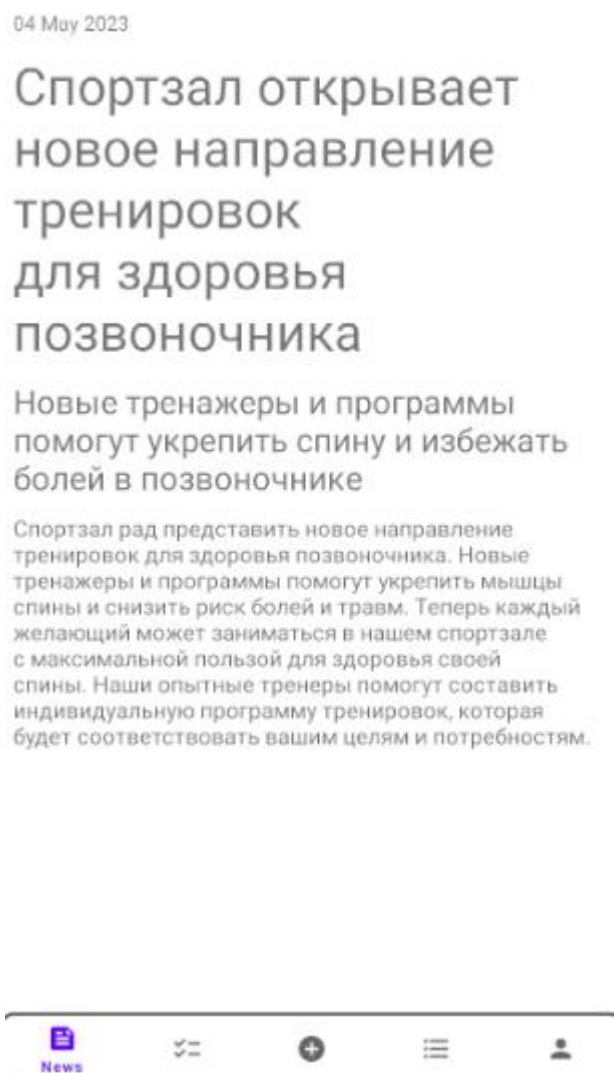 04 May 2023
Спортзал открывает
новое направление
тренировок
для здоровья
позвоночника
Новые тренажеры и программы
помогут укрепить спину и избежать
болей в позвоночнике
Спортзал рад представить новое направление
тренировок для здоровья позвоночника. Новые
тренажеры и программы помогут укрепить мышцы
спины и снизить риск болей и травм. Теперь каждый
желающий может заниматься в нашем спортзале
с максимальной пользой для здоровья своей
спины. Наши опытные тренеры помогут составить
индивидуальную программу тренировок, которая
будет соответствовать вашим целям и потребностям.
News